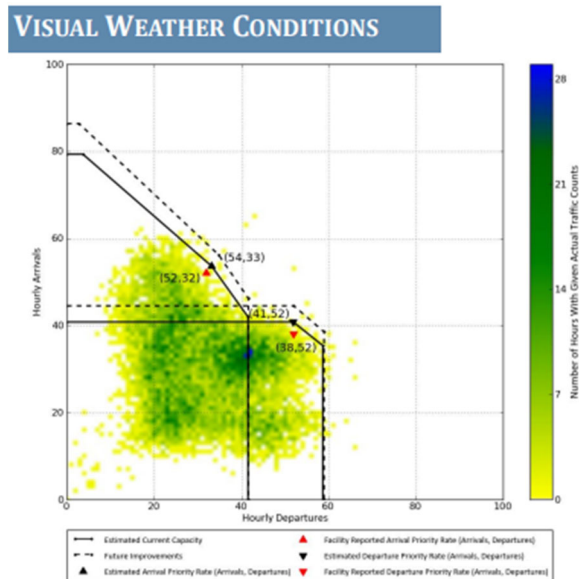 VISUAL WEATHER CONDITIONS
100
80
60
40
20
0
Hourly Arrivals
(54,33)
(52,32)
(41,52)
(38,52)
0 20 40 60 80 100
Hourly Departures
28
21
14
7
0
Number of Hours With Given Actual Traffic Counts
Estimated Current Capacity
Future Improvements
Estimated Arrival Priority Rate (Arrivals, Departures)
Facility Reported Arrival Priority Rate (Arrivals, Departures)
Estimated Departure Priority Rate (Arrivals, Departures)
Facility Reported Departure Priority Rate (Arrivals, Departures)